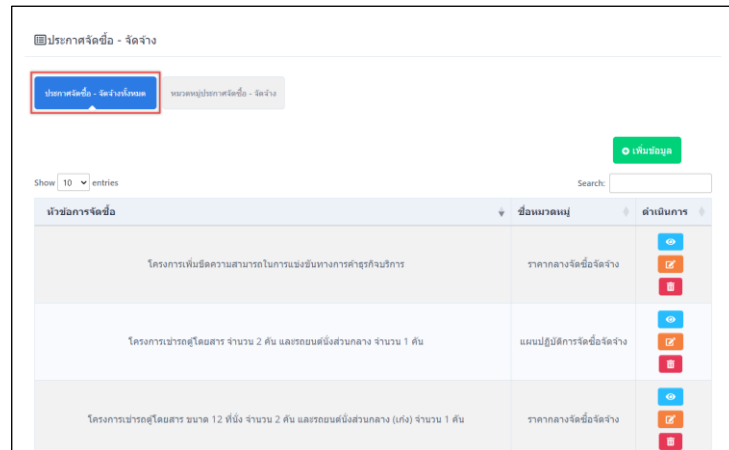 ประกาศจัดซื้อ - จัดจ้าง
ประกาศจัดซื้อ - จัดจ้างทั้งหมด
หมวดหมู่ประกาศจัดซื้อ - จัดจ้าง
เพิ่มข้อมูล
Show 10 entries
Search:
หัวข้อการจัดซื้อ ชื่อหมวดหมู่ ดำเนินการ
โครงการเพิ่มขีดความสามารถในการแข่งขันทางการค้าธุรกิจบริการ ราคากลางจัดซื้อจัดจ้าง
โครงการเช่ารถตู้โดยสาร จำนวน 2 คัน และรถยนต์นั่งส่วนกลาง จำนวน 1 คัน แผนปฏิบัติการจัดซื้อจัดจ้าง
โครงการเช่ารถตู้โดยสาร ขนาด 12 ที่นั่ง จำนวน 2 คัน และรถยนต์นั่งส่วนกลาง (เก๋ง) จำนวน 1 คัน ราคากลางจัดซื้อจัดจ้าง